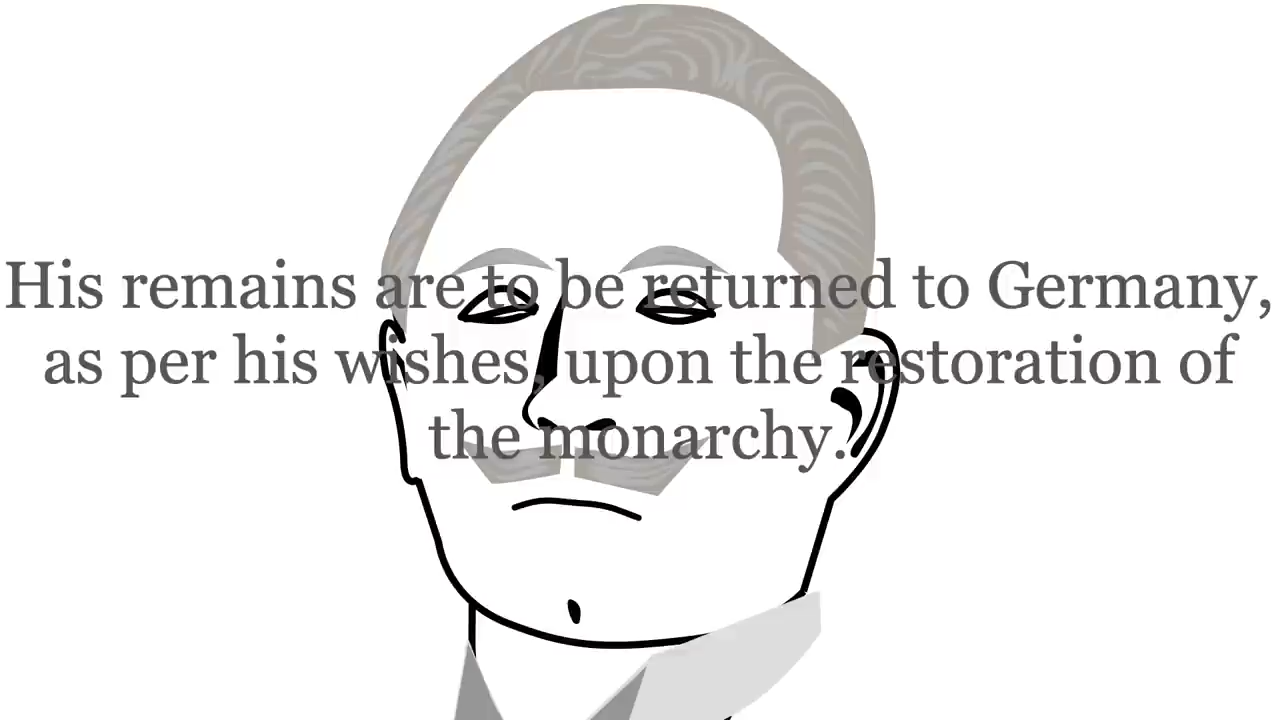 His remains are to be returned to Germany,
as per his wishes, upon the restoration of
the monarchy.